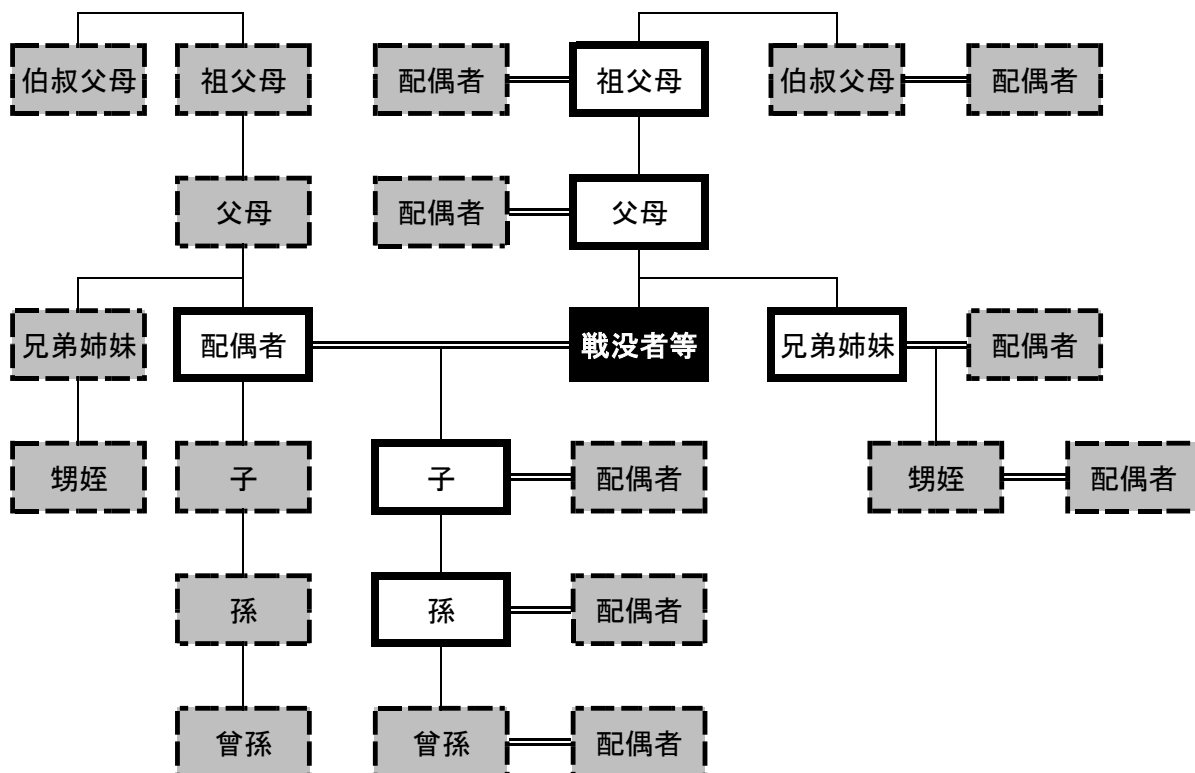 伯叔父母
祖父母
配偶者
祖父母
伯叔父母
配偶者
父母
配偶者
父母
兄弟姉妹
配偶者
戦没者等
兄弟姉妹
配偶者
甥姪
子
子
配偶者
甥姪
配偶者
孫
孫
配偶者
曾孫
曾孫
配偶者